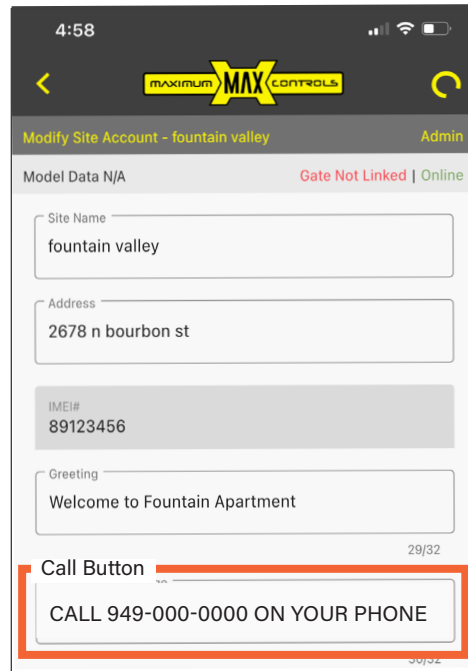 4:58
MAXIMUM MAX CONTROLS
Modify Site Account - fountain valley Admin
Model Data N/A Gate Not Linked | Online
Site Name
fountain valley
Address
2678 n bourbon st
IMEI#
89123456
Greeting
Welcome to Fountain Apartment
29/32
Call Button
CALL 949-000-0000 ON YOUR PHONE